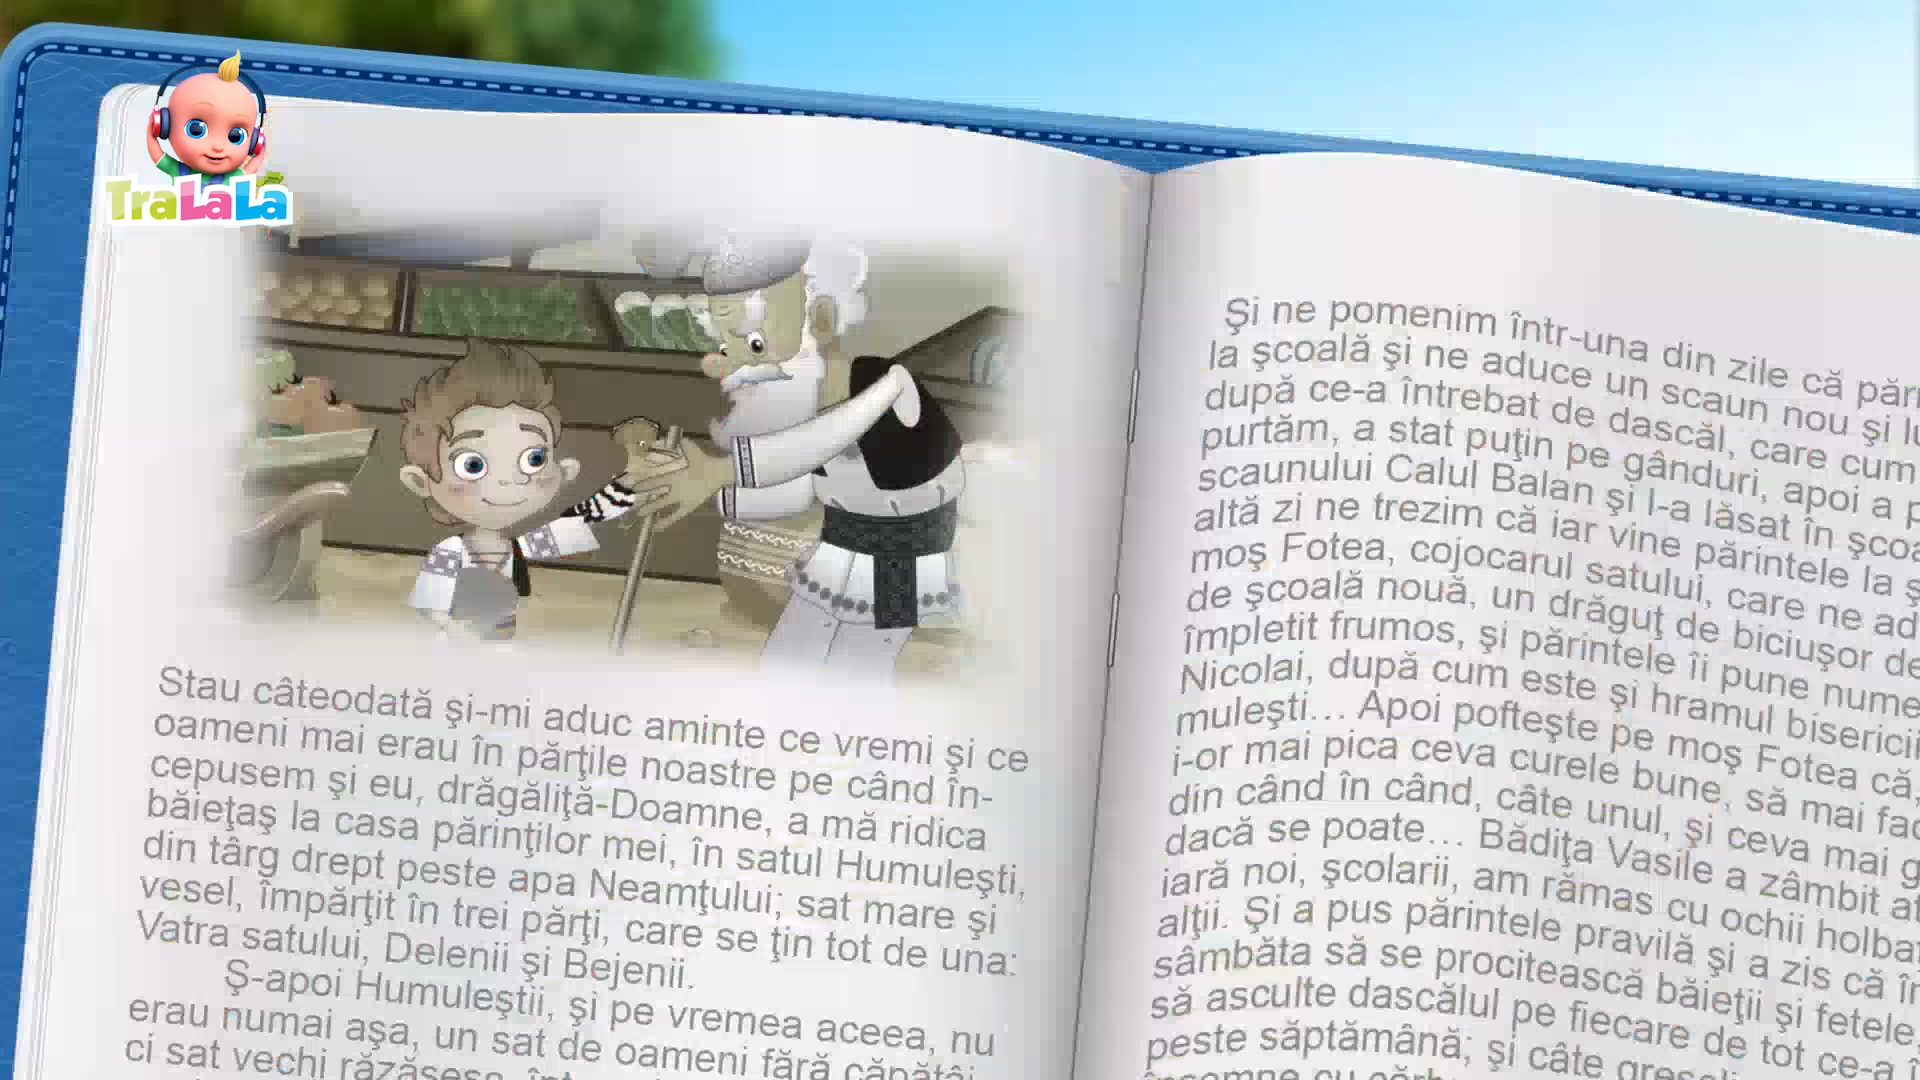 TraLaLa
Stau câteodată şi-mi aduc aminte ce vremi şi ce
oameni mai erau în părţile noastre pe când în-
cepusem şi eu, drăgăliţă-Doamne, a mă ridica
băieţaş la casa părinţilor mei, în satul Humuleşti,
din târg drept peste apa Neamţului; sat mare şi
vesel, împărţit în trei părţi, care se ţin tot de una:
Vatra satului, Delenii şi Bejenii.
Ş-apoi Humuleştii, şi pe vremea aceea, nu
erau numai aşa, un sat de oameni fără căpătâi,
ci sat vechi răzăşesc
Şi ne pomenim într-una din zile că
la şcoală şi ne aduce un scaun nou şi
după ce-a întrebat de dascăl, care cum
purtăm, a stat puţin pe gânduri, apoi a
scaunului Calul Balan şi l-a lăsat în
altă zi ne trezim că iar vine părintele la
moş Fotea, cojocarul satului, care ne
de şcoală nouă, un drăguţ de biciuşor
împletit frumos, şi părintele îi pune
Nicolai, după cum este şi hramul
muleşti... Apoi pofteşte pe moş Fotea că,
i-or mai pica ceva curele bune, să mai
din când în când, câte unul, şi ceva mai
dacă se poate... Bădiţa Vasile a zâmbit
iară noi, şcolarii, am rămas cu ochii
alţii. Şi a pus părintele pravilă şi a zis că
sâmbăta să se procitească băieţii şi fetele,
să asculte dascălul pe fiecare de tot ce-a
peste săptămână; şi câte
însemne cu